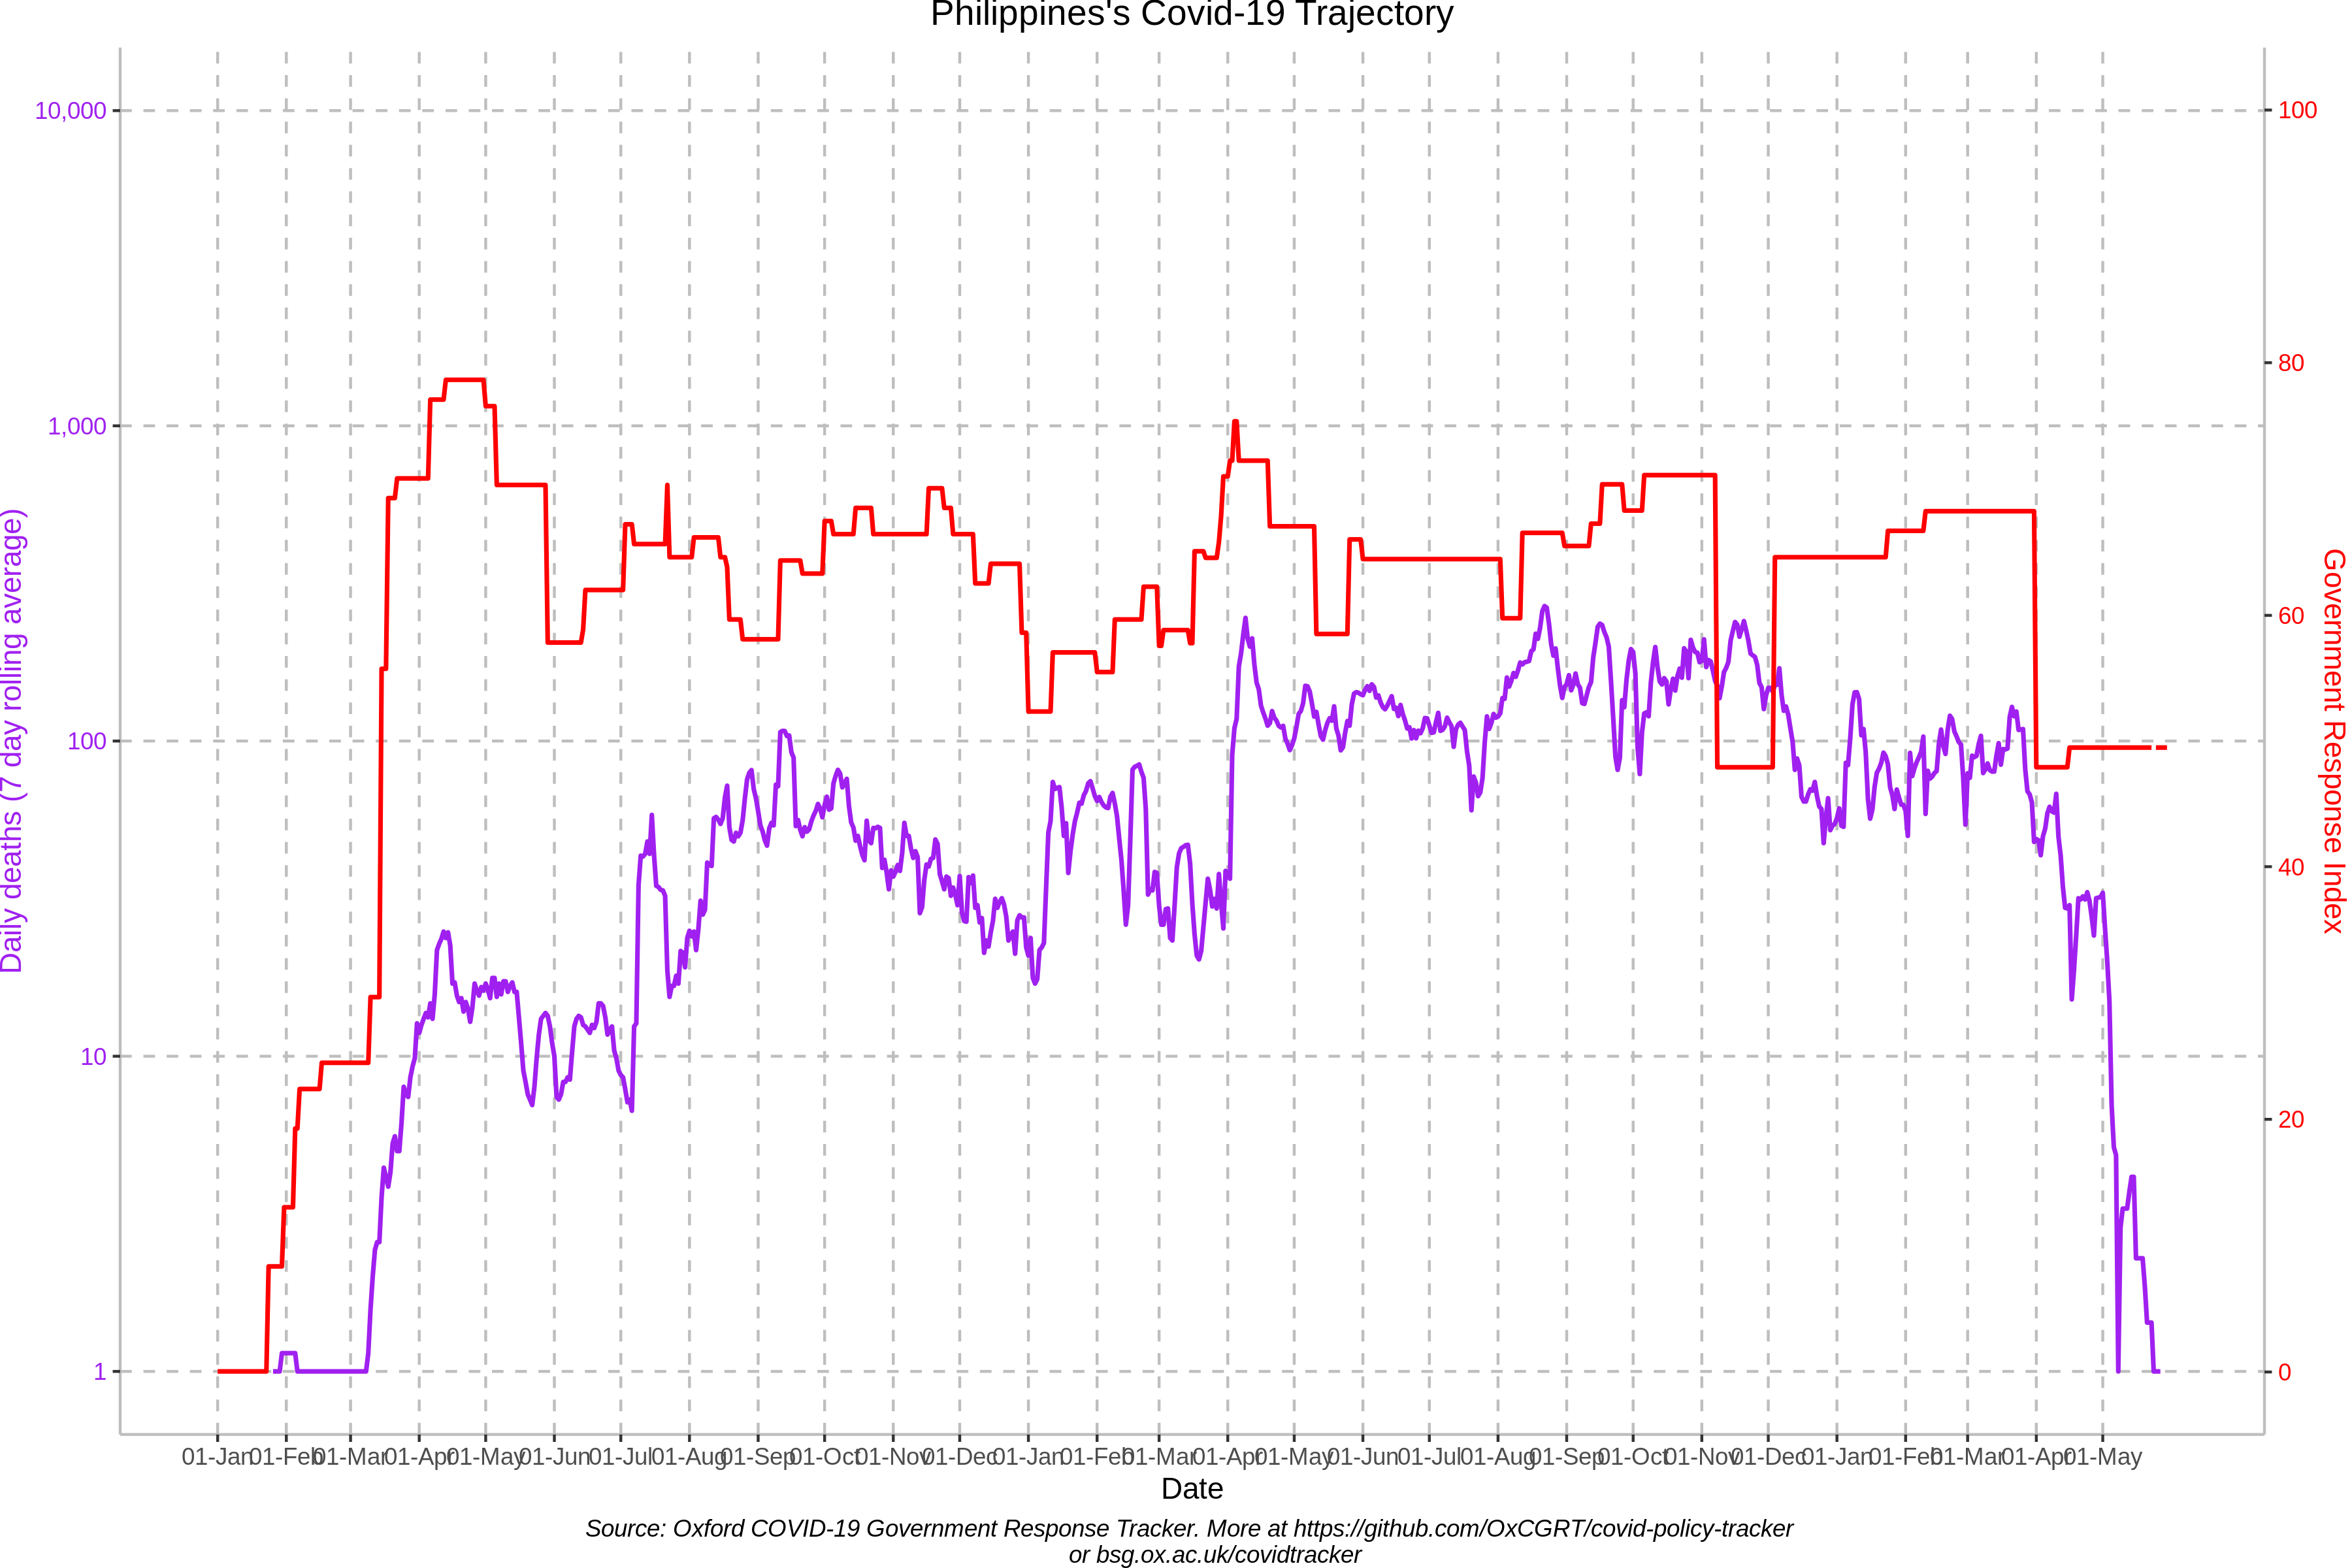 Philippines's Covid-19 Trajectory
10,000
1,000
100
10
1
Daily deaths (7 day rolling average)
100
80
60
40
20
0
Government Response Index
01-Jan 01-Feb 01-Mar 01-Apr 01-May 01-Jun 01-Jul 01-Aug 01-Sep 01-Oct 01-Nov 01-Dec 01-Jan 01-Feb 01-Mar 01-Apr 01-May 01-Jun 01-Jul 01-Aug 01-Sep 01-Oct 01-Nov 01-Dec 01-Jan 01-Feb 01-Mar 01-Apr 01-May
Date
Source: Oxford COVID-19 Government Response Tracker. More at https://github.com/OxCGRT/covid-policy-tracker
or bsg.ox.ac.uk/covidtracker